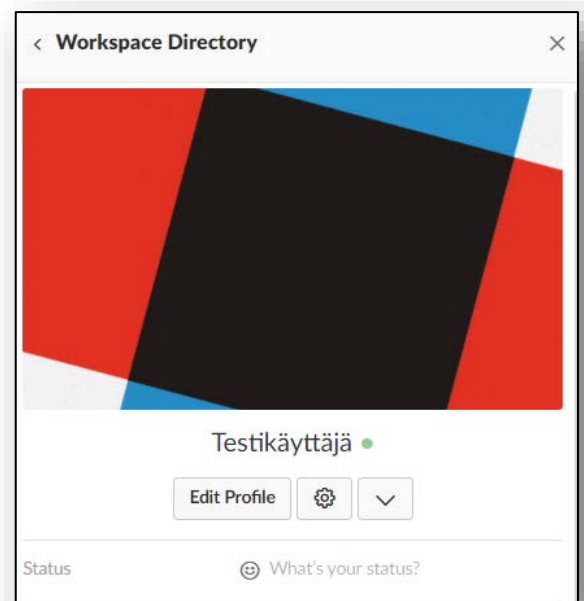 Workspace Directory
Testikäyttäjä
Edit Profile
Status
What's your status?